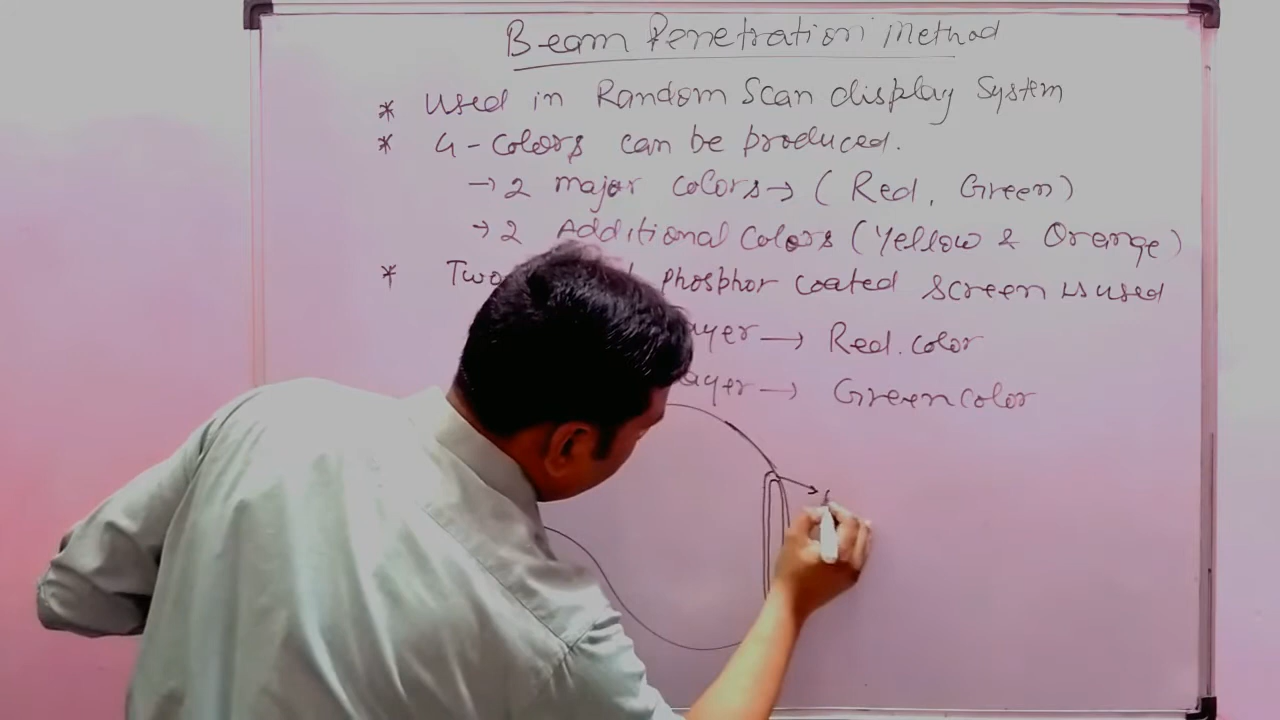 Beam Penetration Method
* Used in Random Scan display System
* 4-Colors can be produced.
→ 2 major colors → (Red, Green)
→ 2 Additional Colors (Yellow & Orange)
* Two phosphor coated screen is used
ayer → Red.color
ayer → Green color